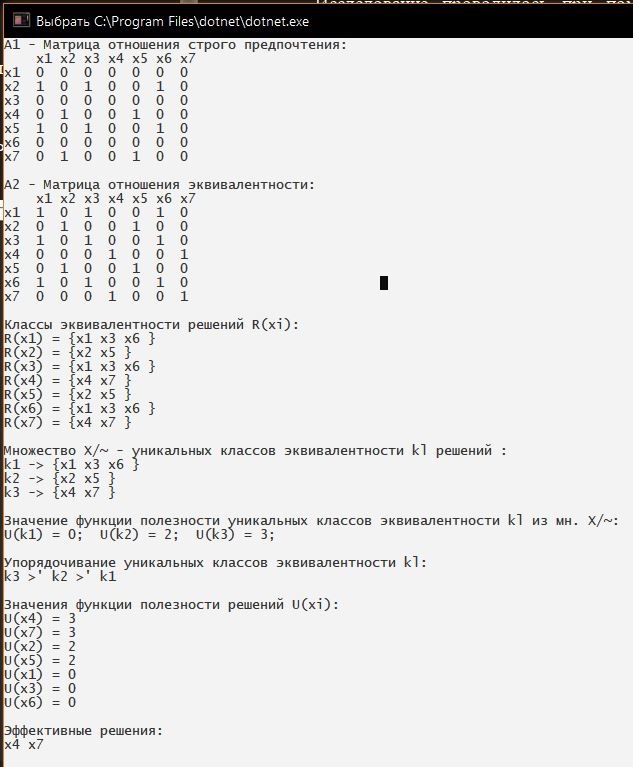 Выбрать C:\Program Files\dotnet\dotnet.exe
A1 - Матрица отношения строго предпочтения:
x1 x2 x3 x4 x5 x6 x7
x1 0 0 0 0 0 0 0
x2 1 0 1 0 0 1 0
x3 0 0 0 0 0 0 0
x4 0 1 0 0 1 0 0
x5 1 0 1 0 0 1 0
x6 0 0 0 0 0 0 0
x7 0 1 0 0 1 0 0
A2 - Матрица отношения эквивалентности:
x1 x2 x3 x4 x5 x6 x7
x1 1 0 1 0 0 1 0
x2 0 1 0 0 1 0 0
x3 1 0 1 0 0 1 0
x4 0 0 0 1 0 0 1
x5 0 1 0 0 1 0 0
x6 1 0 1 0 0 1 0
x7 0 0 0 1 0 0 1
Классы эквивалентности решений R(xi):
R(x1) = {x1 x3 x6 }
R(x2) = {x2 x5 }
R(x3) = {x1 x3 x6 }
R(x4) = {x4 x7 }
R(x5) = {x2 x5 }
R(x6) = {x1 x3 x6 }
R(x7) = {x4 x7 }
Множество X/~ - уникальных классов эквивалентности kl решений :
k1 -> {x1 x3 x6 }
k2 -> {x2 x5 }
k3 -> {x4 x7 }
Значение функции полезности уникальных классов эквивалентности kl из мн. X/~:
U(k1) = 0; U(k2) = 2; U(k3) = 3;
Упорядочивание уникальных классов эквивалентности kl:
k3 >' k2 >' k1
Значения функции полезности решений U(xi):
U(x4) = 3
U(x7) = 3
U(x2) = 2
U(x5) = 2
U(x1) = 0
U(x3) = 0
U(x6) = 0
Эффективные решения:
x4 x7